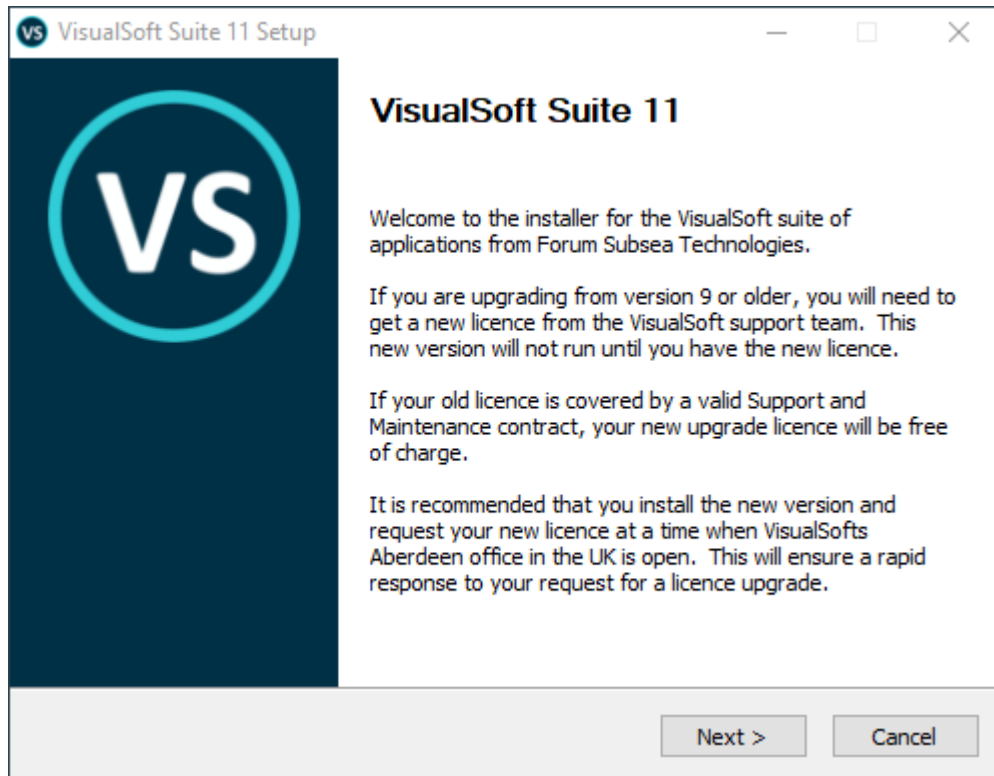 VS VisualSoft Suite 11 Setup
VS
VisualSoft Suite 11
Welcome to the installer for the VisualSoft suite of
applications from Forum Subsea Technologies.
If you are upgrading from version 9 or older, you will need to
get a new licence from the VisualSoft support team.  This
new version will not run until you have the new licence.
If your old licence is covered by a valid Support and
Maintenance contract, your new upgrade licence will be free
of charge.
It is recommended that you install the new version and
request your new licence at a time when VisualSofts
Aberdeen office in the UK is open.  This will ensure a rapid
response to your request for a licence upgrade.
Next >
Cancel